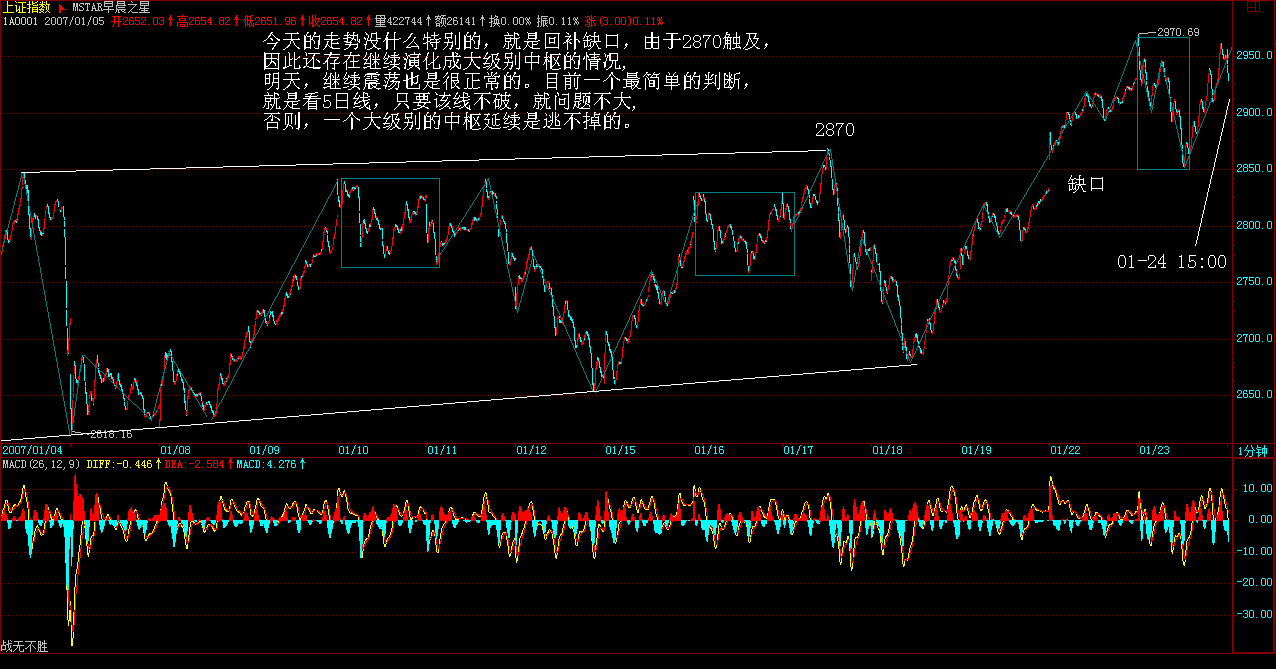 上证指数 MSTAR早晨之星
1A0001 2007/01/05 开2652.03↑高2654.82↑低2651.98↑收2654.82↑量422744↑额26141↑换0.00% 振0.11% 涨(3.00)0.11%
今天的走势没什么特别的，就是回补缺口，由于2870触及，
因此还存在继续演化成大级别中枢的情况，
明天，继续震荡也是很正常的。目前一个最简单的判断，
就是看5日线，只要该线不破，就问题不大，
否则，一个大级别的中枢延续是逃不掉的。
2970.69
2950.0
2900.0
2870
2850.0
缺口
2800.0
01-24 15:00
2750.0
2700.0
2650.0
2618.16
2007/01/04 01/08 01/09 01/10 01/11 01/12 01/15 01/16 01/17 01/18 01/19 01/22 01/23 1分钟
MACD(26,12,9) DIFF:-0.446↑DEA:-2.584↑MACD:4.276↑
10.00
0.00
-10.00
-20.00
-30.00
战无不胜